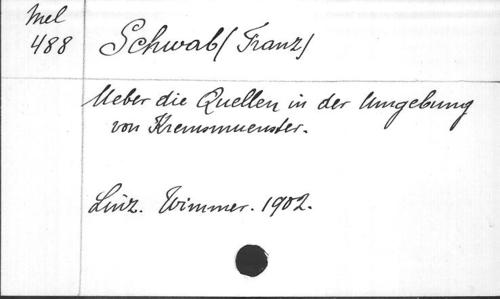 Mel
488
Schwab (Franz)
Ueber die Quellen in der Umgebung
von Kremsmuenster.
Linz. Wimmer. 1902.